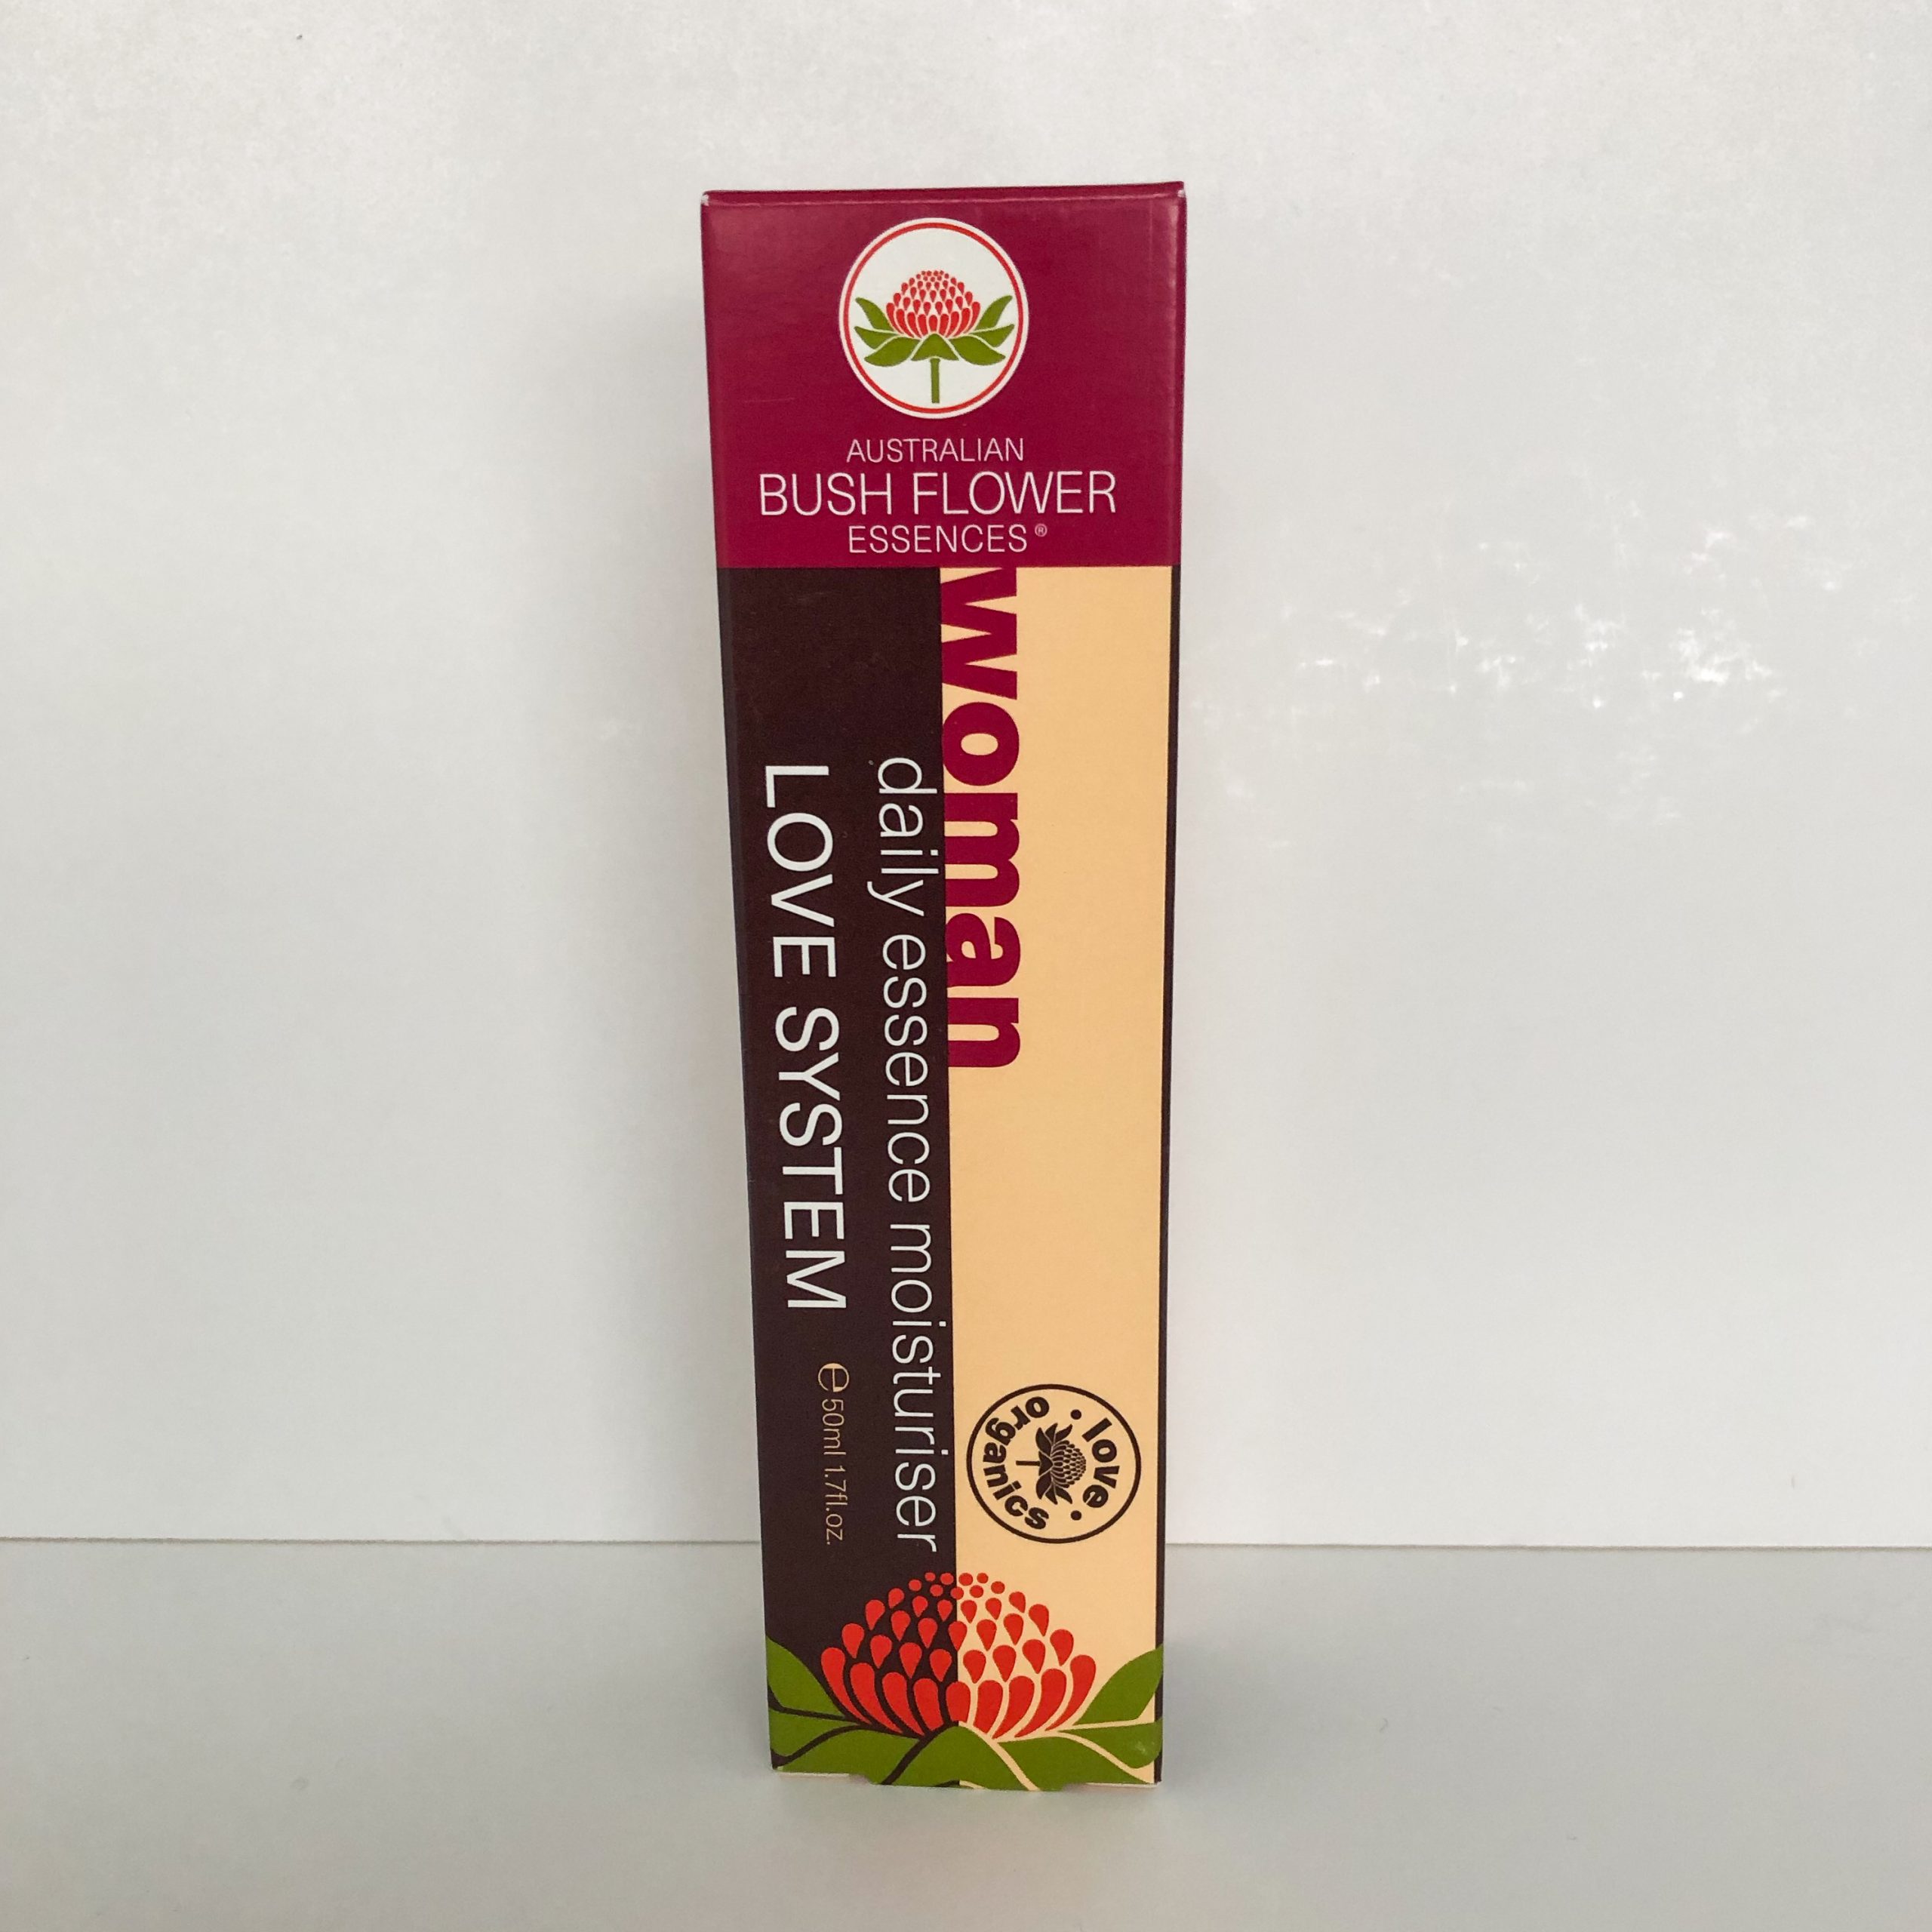 AUSTRALIAN
BUSH FLOWER
ESSENCES®
woman
daily essence moisturiser
LOVE SYSTEM
e 50ml 1.7fl.oz.
love
organics